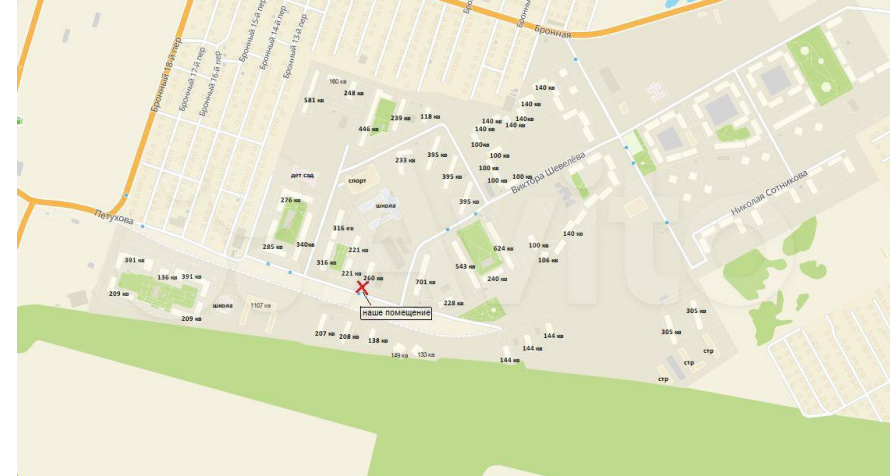 Бронная
Бронный 15-й пер
Бронный 14-й пер
Бронный 13-й пер
Бронный 18-й пер
Бронный 17-й пер
Бронный 16-й пер
160 кв
581 кв
248 кв
140 кв
140 кв
239 кв
118 кв
140 кв
140кв
140 кв
140 кв
446 кв
100кв
100 кв
233 кв
395 кв
100 кв
дет сад
спорт
395 кв
100 кв
100 кв
Виктора Шевелёва
Николая Сотникова
276 кв
школа
395 кв
Петухова
316 кв
140 кв
285 кв
340кв
221 кв
624 кв
100 кв
391 кв
316 кв
543 кв
106 кв
136 кв
391 кв
221 кв
260 кв
701 кв
240 кв
209 кв
школа
1107 кв
228 кв
наше помещение
305 кв
209 кв
207 кв
208 кв
138 кв
144 кв
144 кв
305 кв
149 кв
133 кв
144 кв
стр
стр
стр